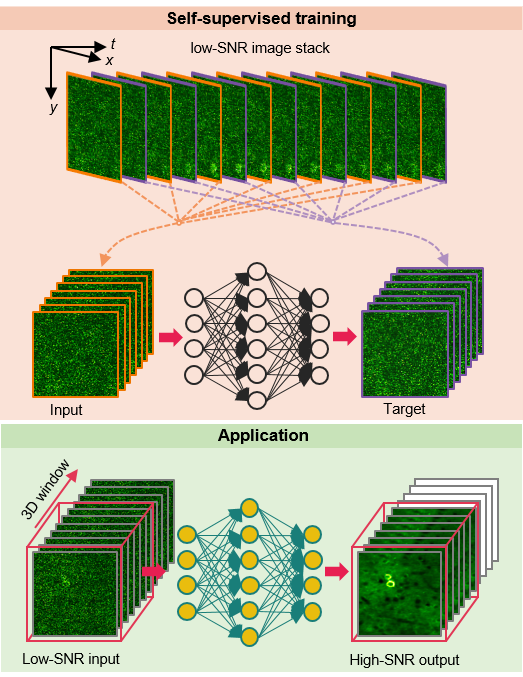 Self-supervised training
low-SNR image stack
t
x
y
Input
Target
Application
3D window
Low-SNR input
High-SNR output